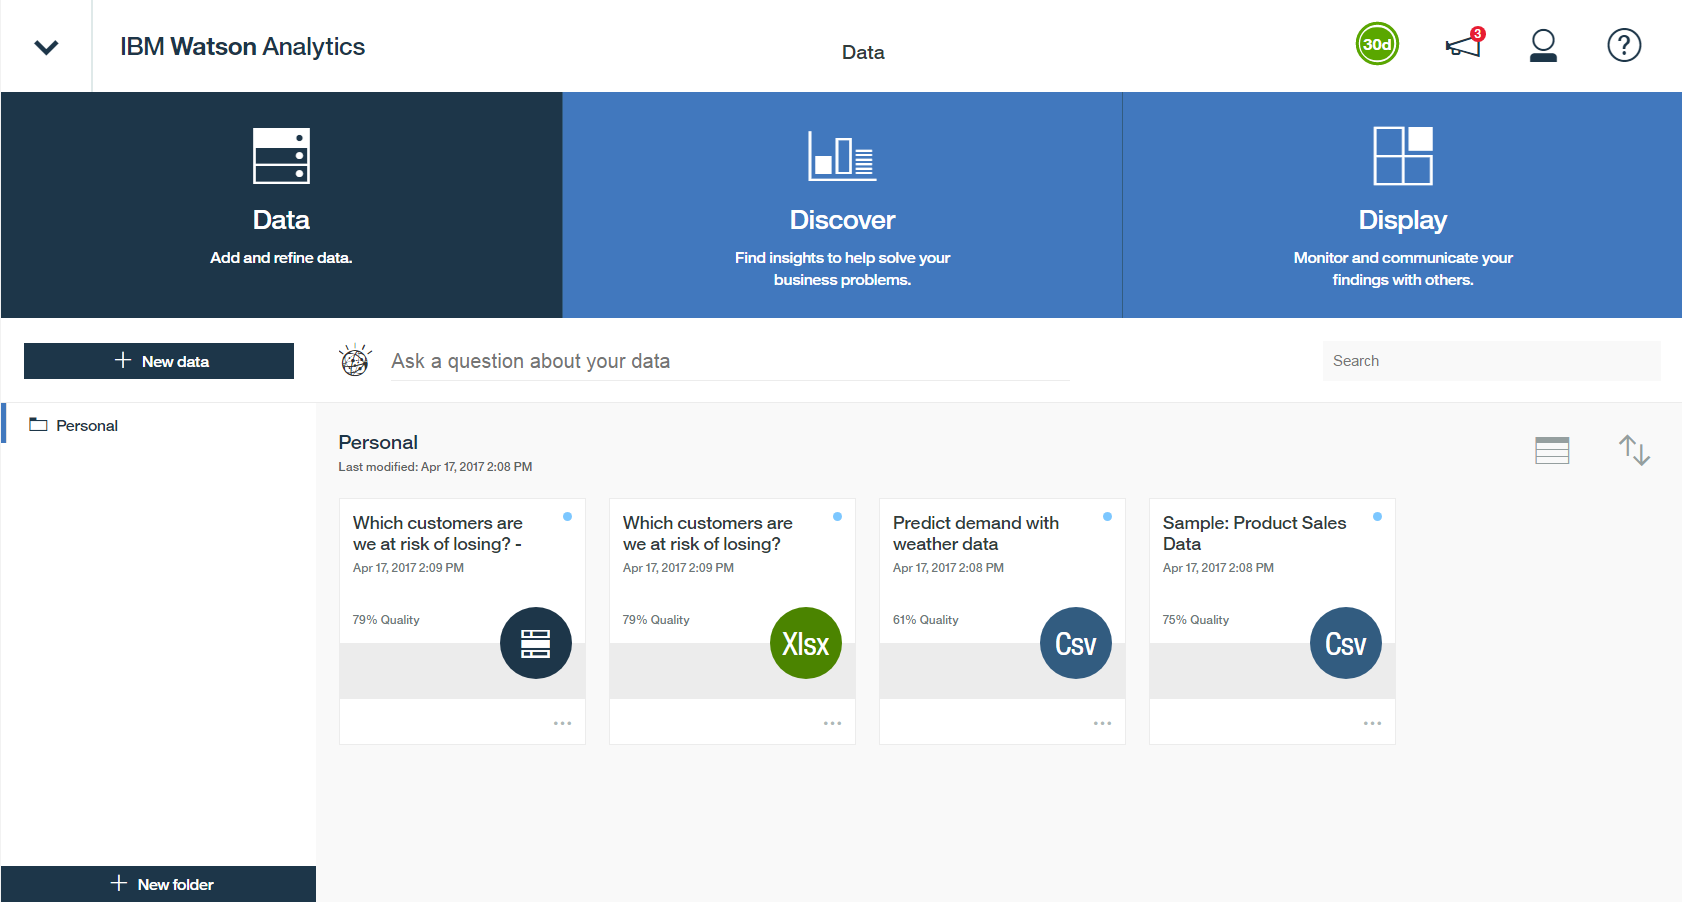 IBM Watson Analytics
Data
30d
3
?
Data
Add and refine data.
Discover
Find insights to help solve your
business problems.
Display
Monitor and communicate your
findings with others.
New data
Ask a question about your data
Search
Personal
Personal
Last modified: Apr 17, 2017 2:08 PM
Which customers are
we at risk of losing? -
Apr 17, 2017 2:09 PM
79% Quality
Which customers are
we at risk of losing?
Apr 17, 2017 2:09 PM
79% Quality
Xlsx
Predict demand with
weather data
Apr 17, 2017 2:08 PM
61% Quality
Csv
Sample: Product Sales
Data
Apr 17, 2017 2:08 PM
75% Quality
Csv
New folder